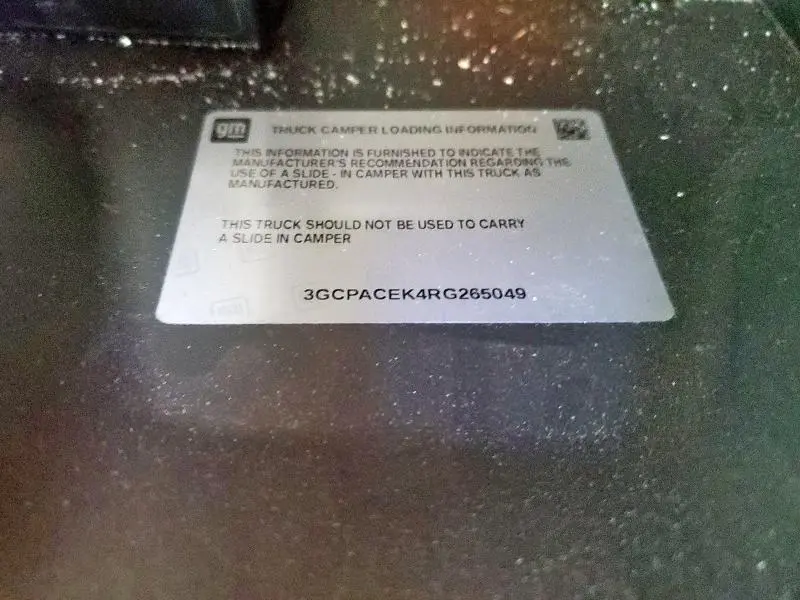 gm
TRUCK CAMPER LOADING INFORMATION
THIS INFORMATION IS FURNISHED TO INDICATE THE
MANUFACTURER'S RECOMMENDATION REGARDING THE
USE OF A SLIDE - IN CAMPER WITH THIS TRUCK AS
MANUFACTURED.
THIS TRUCK SHOULD NOT BE USED TO CARRY
A SLIDE IN CAMPER
3GCPACEK4RG265049